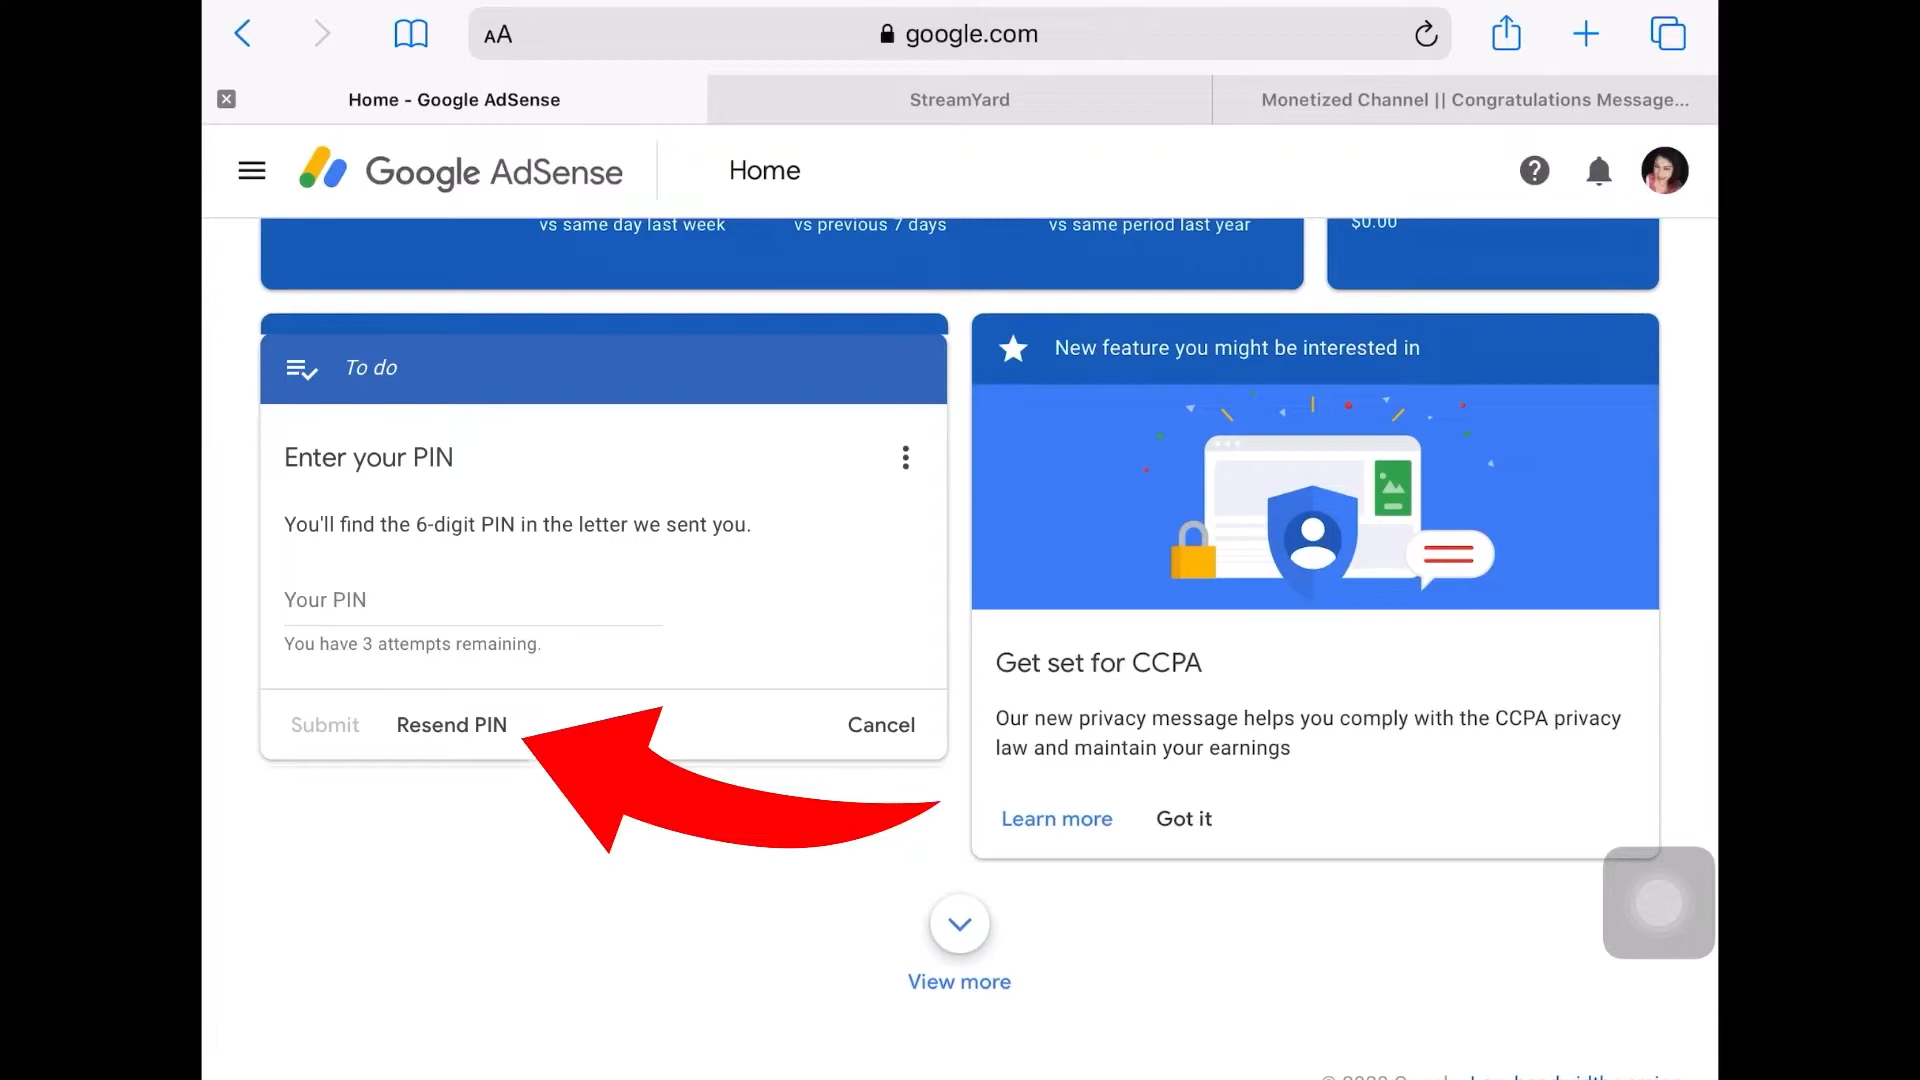 AA
google.com
Home - Google AdSense
StreamYard
Monetized Channel || Congratulations Message...
Google AdSense
Home
vs same day last week
vs previous 7 days
vs same period last year
$0.00
To do
Enter your PIN
You'll find the 6-digit PIN in the letter we sent you.
Your PIN
You have 3 attempts remaining.
Submit
Resend PIN
Cancel
New feature you might be interested in
Get set for CCPA
Our new privacy message helps you comply with the CCPA privacy
law and maintain your earnings
Learn more
Got it
View more